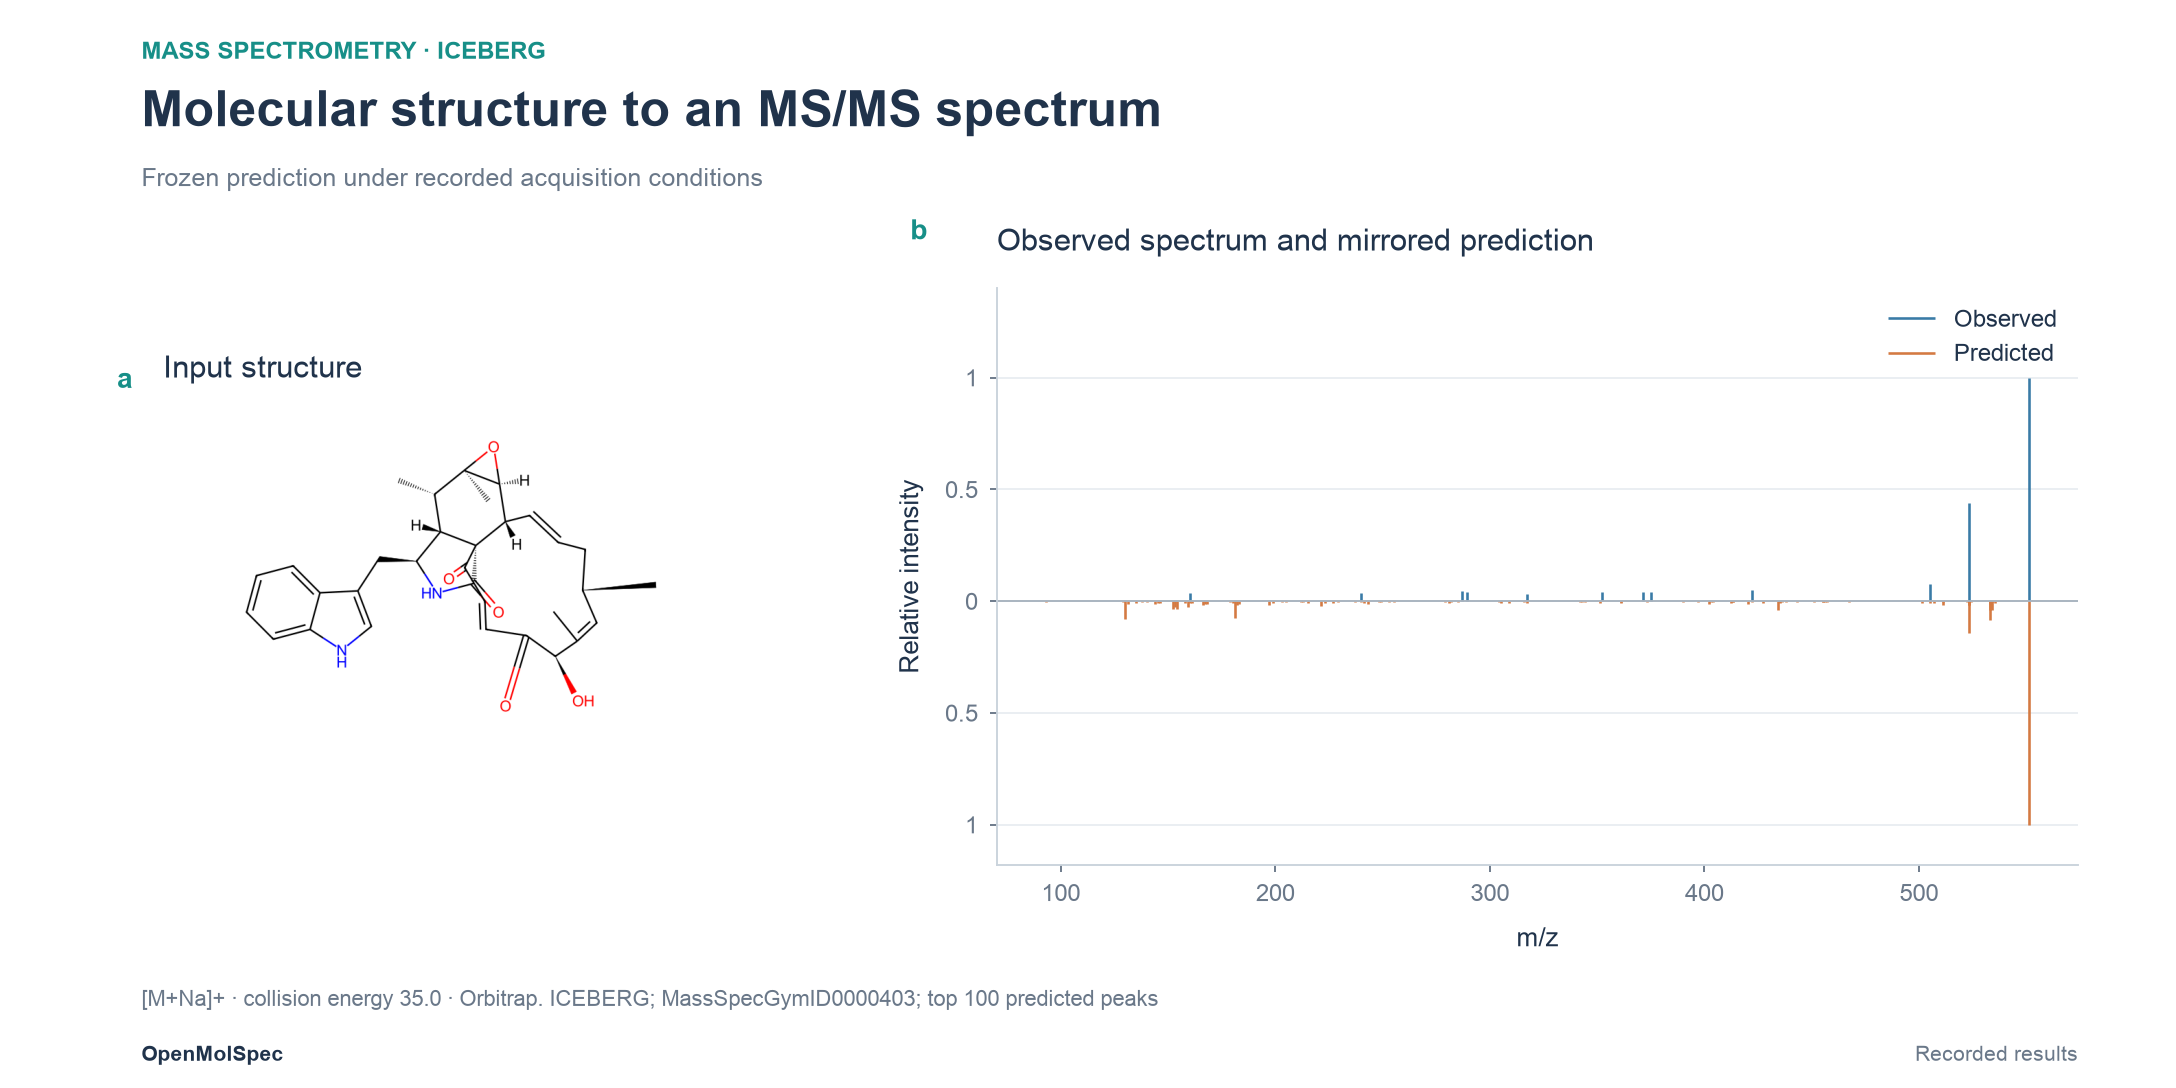 MASS SPECTROMETRY · ICEBERG
Molecular structure to an MS/MS spectrum
Frozen prediction under recorded acquisition conditions
a
Input structure
O
H
H
H
O
HN
O
N
H
O
OH
b
Observed spectrum and mirrored prediction
Observed
Predicted
Relative intensity
1
0.5
0
0.5
1
100
200
300
400
500
m/z
[M+Na]+ · collision energy 35.0 · Orbitrap. ICEBERG; MassSpecGymID0000403; top 100 predicted peaks
OpenMolSpec
Recorded results